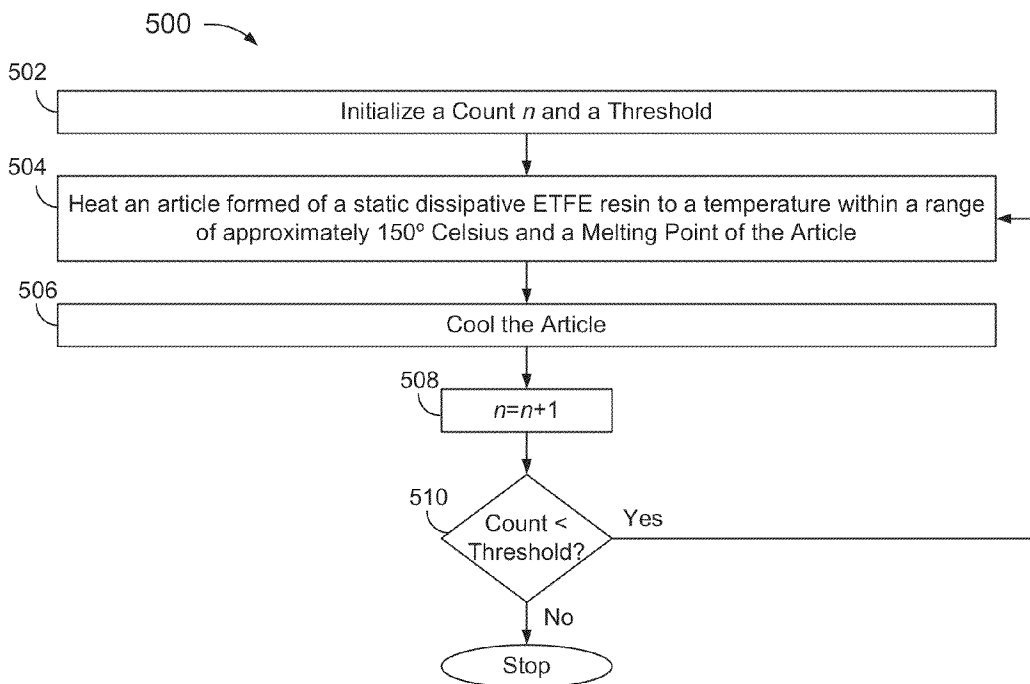 500
502
Initialize a Count n and a Threshold
504
Heat an article formed of a static dissipative ETFE resin to a temperature within a range
of approximately 150º Celsius and a Melting Point of the Article
506
Cool the Article
508
n=n+1
510
Count <
Threshold?
Yes
No
Stop